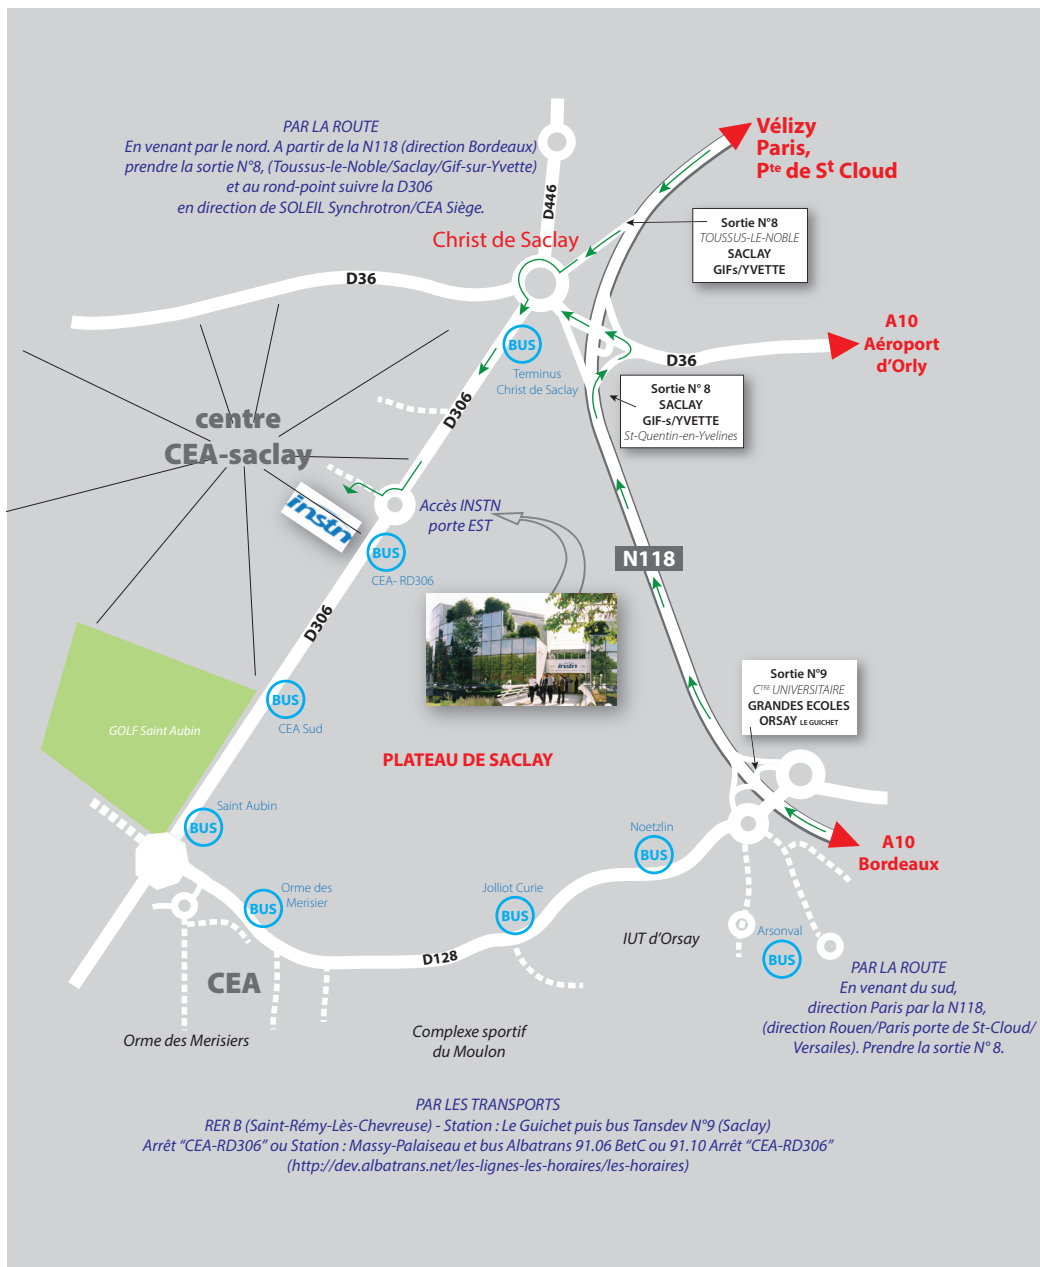 PAR LA ROUTE
En venant par le nord. A partir de la N118 (direction Bordeaux)
prendre la sortie N°8, (Toussus-le-Noble/Saclay/Gif-sur-Yvette)
et au rond-point suivre la D306
en direction de SOLEIL Synchrotron/CEA Siège.
Vélizy
Paris,
Pte de St Cloud
D446
Christ de Saclay
Sortie N°8
TOUSSUS-LE-NOBLE
SACLAY
GIFs/YVETTE
D36
A10
Aéroport
d'Orly
BUS
Terminus
Christ de Saclay
D36
Sortie N° 8
SACLAY
GIF-s/YVETTE
St-Quentin-en-Yvelines
D306
centre
CEA-saclay
instn
Accès INSTN
porte EST
BUS
CEA- RD306
N118
D306
instn
Sortie N°9
CTRE UNIVERSITAIRE
GRANDES ECOLES
ORSAY LE GUICHET
BUS
CEA Sud
GOLF Saint Aubin
PLATEAU DE SACLAY
Saint Aubin
BUS
Noetzlin
BUS
A10
Bordeaux
Orme des
Merisier
BUS
Jolliot Curie
BUS
IUT d'Orsay
Arsonval
BUS
D128
CEA
PAR LA ROUTE
En venant du sud,
direction Paris par la N118,
(direction Rouen/Paris porte de St-Cloud/
Versailes). Prendre la sortie N° 8.
Orme des Merisiers
Complexe sportif
du Moulon
PAR LES TRANSPORTS
RER B (Saint-Rémy-Lès-Chevreuse) - Station : Le Guichet puis bus Tansdev N°9 (Saclay)
Arrêt “CEA-RD306” ou Station : Massy-Palaiseau et bus Albatrans 91.06 BetC ou 91.10 Arrêt “CEA-RD306”
(http://dev.albatrans.net/les-lignes-les-horaires/les-horaires)